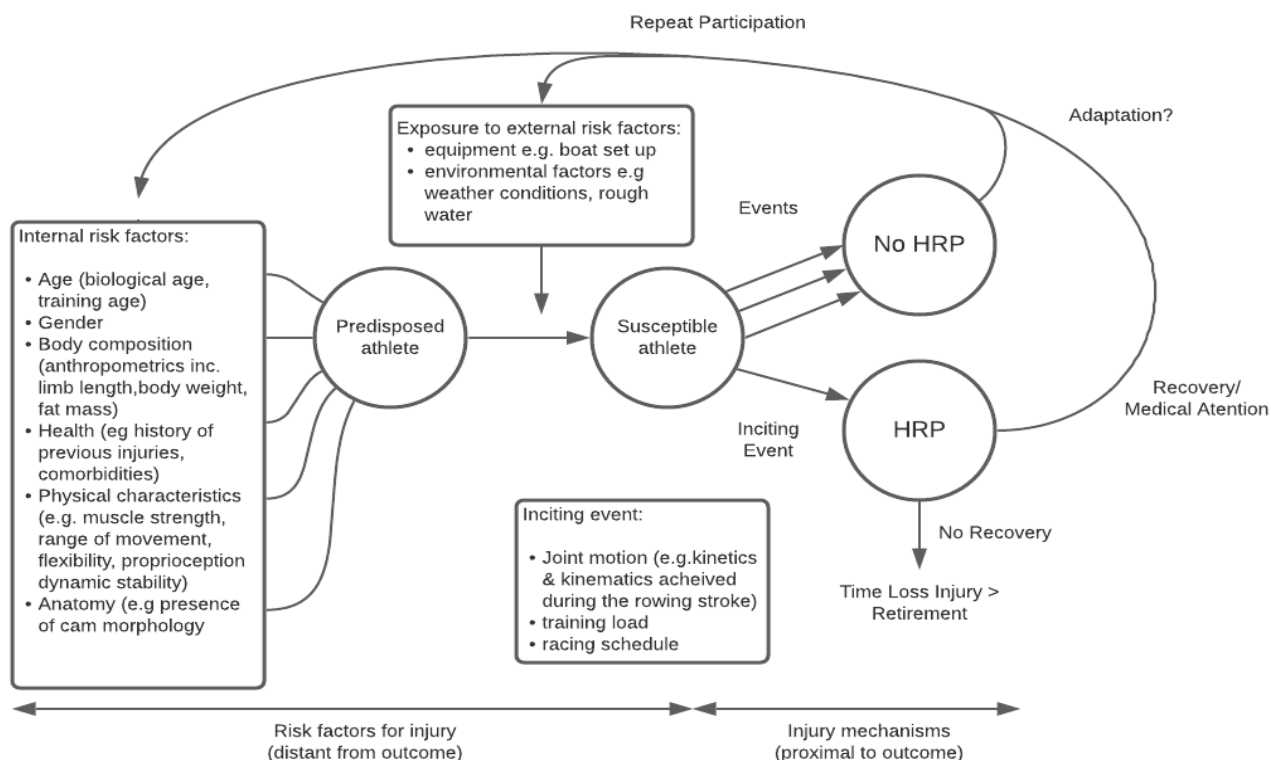 Repeat Participation
Adaptation?
Exposure to external risk factors:
• equipment e.g. boat set up
• environmental factors e.g
weather conditions, rough
water
Internal risk factors:
• Age (biological age,
training age)
• Gender
• Body composition
(anthropometrics inc.
limb length,body weight,
fat mass)
• Health (eg history of
previous injuries,
comorbidities)
• Physical characteristics
(e.g. muscle strength,
range of movement,
flexibility, proprioception
dynamic stability)
• Anatomy (e.g presence
of cam morphology
Predisposed
athlete
Susceptible
athlete
Events
No HRP
Inciting
Event
HRP
Recovery/
Medical Atention
No Recovery
Time Loss Injury >
Retirement
Inciting event:
• Joint motion (e.g.kinetics
& kinematics acheived
during the rowing stroke)
• training load
• racing schedule
Risk factors for injury
(distant from outcome)
Injury mechanisms
(proximal to outcome)